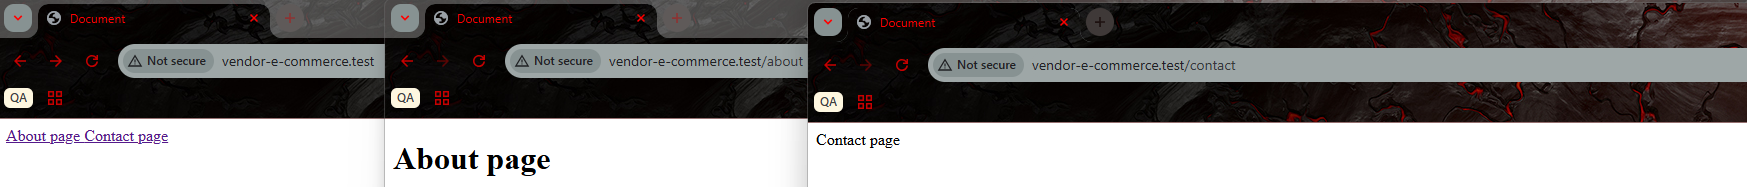 Document
Not secure vendor-e-commerce.test
QA
About page Contact page
Document
Not secure vendor-e-commerce.test/about
QA
About page
Document
Not secure vendor-e-commerce.test/contact
QA
Contact page